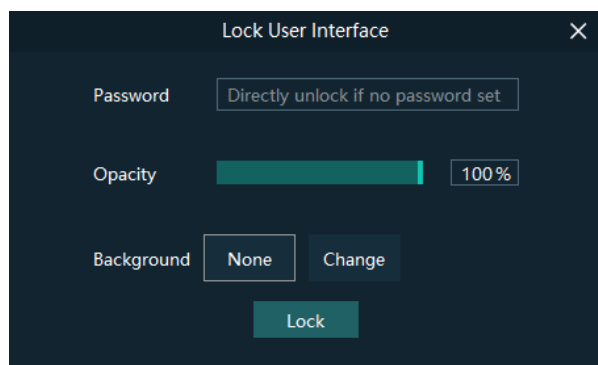 Lock User Interface
Password Directly unlock if no password set
Opacity 100%
Background None Change
Lock